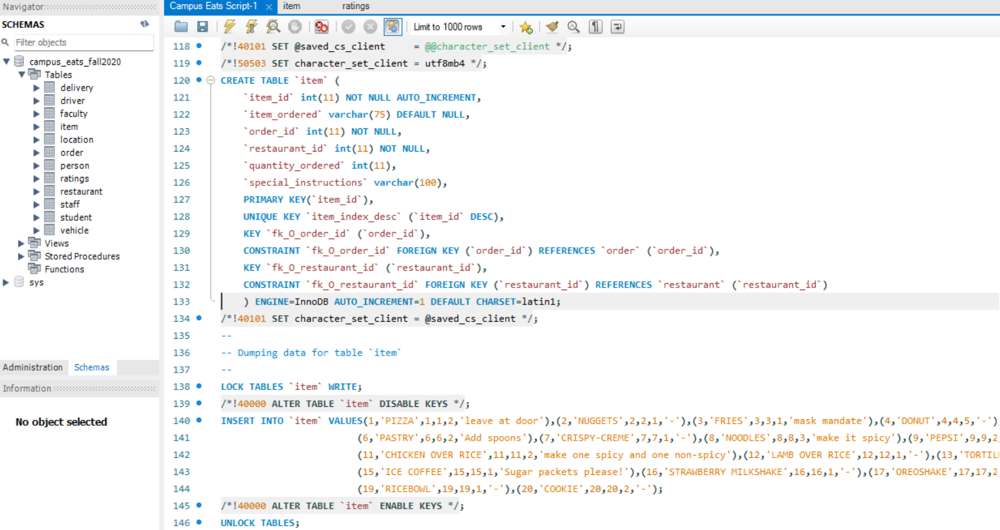 Navigator
SCHEMAS
Filter objects
campus_eats_fall2020
Tables
delivery
driver
faculty
item
location
order
person
ratings
restaurant
staff
student
vehicle
Views
Stored Procedures
Functions
sys
Administration Schemas
Information
No object selected
Campus Eats Script-1 item ratings
Limit to 1000 rows
118 /*!40101 SET @saved_cs_client     = @@character_set_client */;
119 /*!50503 SET character_set_client = utf8mb4 */;
120 CREATE TABLE `item` (
121 `item_id` int(11) NOT NULL AUTO_INCREMENT,
122 `item_ordered` varchar(75) DEFAULT NULL,
123 `order_id` int(11) NOT NULL,
124 `restaurant_id` int(11) NOT NULL,
125 `quantity_ordered` int(11),
126 `special_instructions` varchar(100),
127 PRIMARY KEY(`item_id`),
128 UNIQUE KEY `item_index_desc` (`item_id` DESC),
129 KEY `fk_O_order_id` (`order_id`),
130 CONSTRAINT `fk_O_order_id` FOREIGN KEY (`order_id`) REFERENCES `order` (`order_id`),
131 KEY `fk_O_restaurant_id` (`restaurant_id`),
132 CONSTRAINT `fk_O_restaurant_id` FOREIGN KEY (`restaurant_id`) REFERENCES `restaurant` (`restaurant_id`)
133 ) ENGINE=InnoDB AUTO_INCREMENT=1 DEFAULT CHARSET=latin1;
134 /*!40101 SET character_set_client = @saved_cs_client */;
135 --
136 -- Dumping data for table `item`
137 --
138 LOCK TABLES `item` WRITE;
139 /*!40000 ALTER TABLE `item` DISABLE KEYS */;
140 INSERT INTO `item` VALUES(1,'PIZZA',1,1,2,'leave at door'),(2,'NUGGETS',2,2,1,'-'),(3,'FRIES',3,3,1,'mask mandate'),(4,'DONUT',4,4,5,'-')
141 (6,'PASTRY',6,6,2,'Add spoons'),(7,'CRISPY-CREME',7,7,1,'-'),(8,'NOODLES',8,8,3,'make it spicy'),(9,'PEPSI',9,9,2
142 (11,'CHICKEN OVER RICE',11,11,2,'make one spicy and one non-spicy'),(12,'LAMB OVER RICE',12,12,1,'-'),(13,'TORTIL
143 (15,'ICE COFFEE',15,15,1,'Sugar packets please!'),(16,'STRAWBERRY MILKSHAKE',16,16,1,'-'),(17,'OREOSHAKE',17,17,2
144 (19,'RICEBOWL',19,19,1,'-'),(20,'COOKIE',20,20,2,'-');
145 /*!40000 ALTER TABLE `item` ENABLE KEYS */;
146 UNLOCK TABLES;